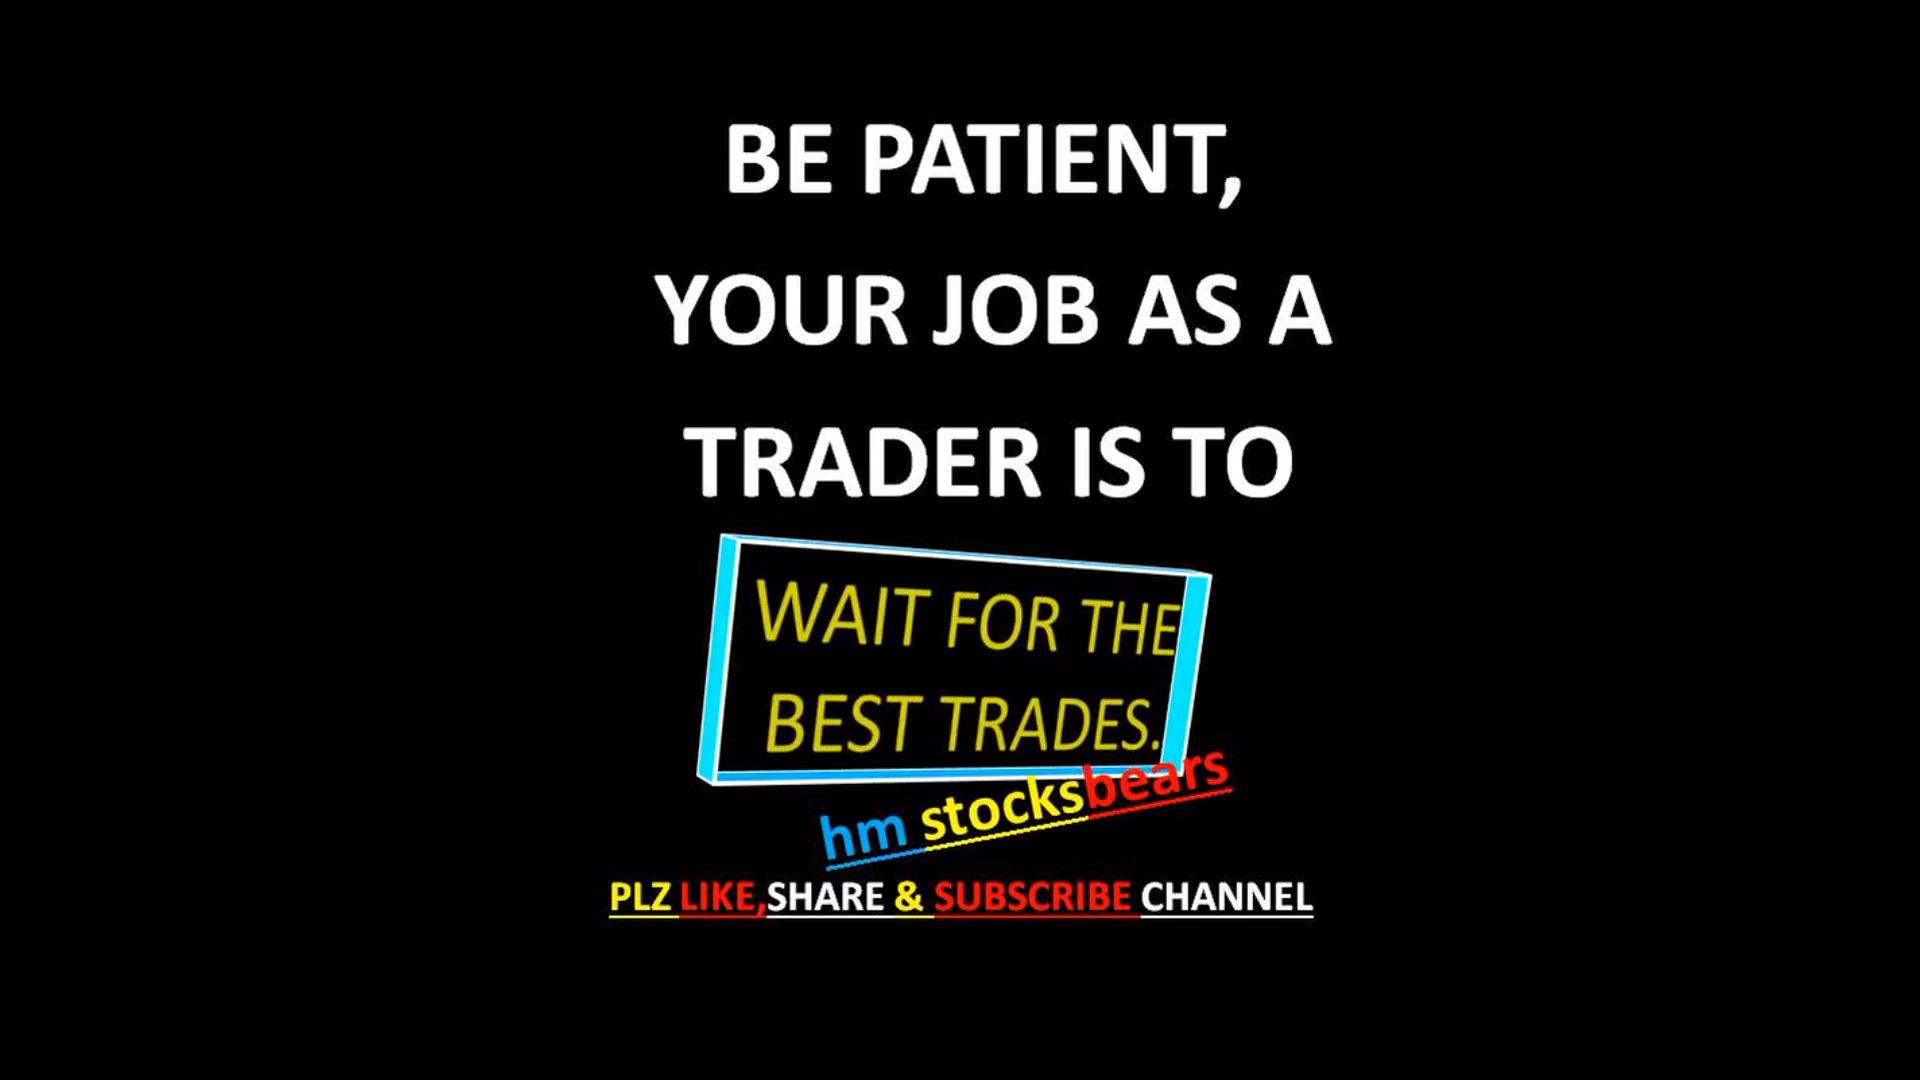 BE PATIENT,
YOUR JOB AS A
TRADER IS TO
WAIT FOR THE
BEST TRADES.
hm stocksbears
PLZ LIKE,SHARE & SUBSCRIBE CHANNEL